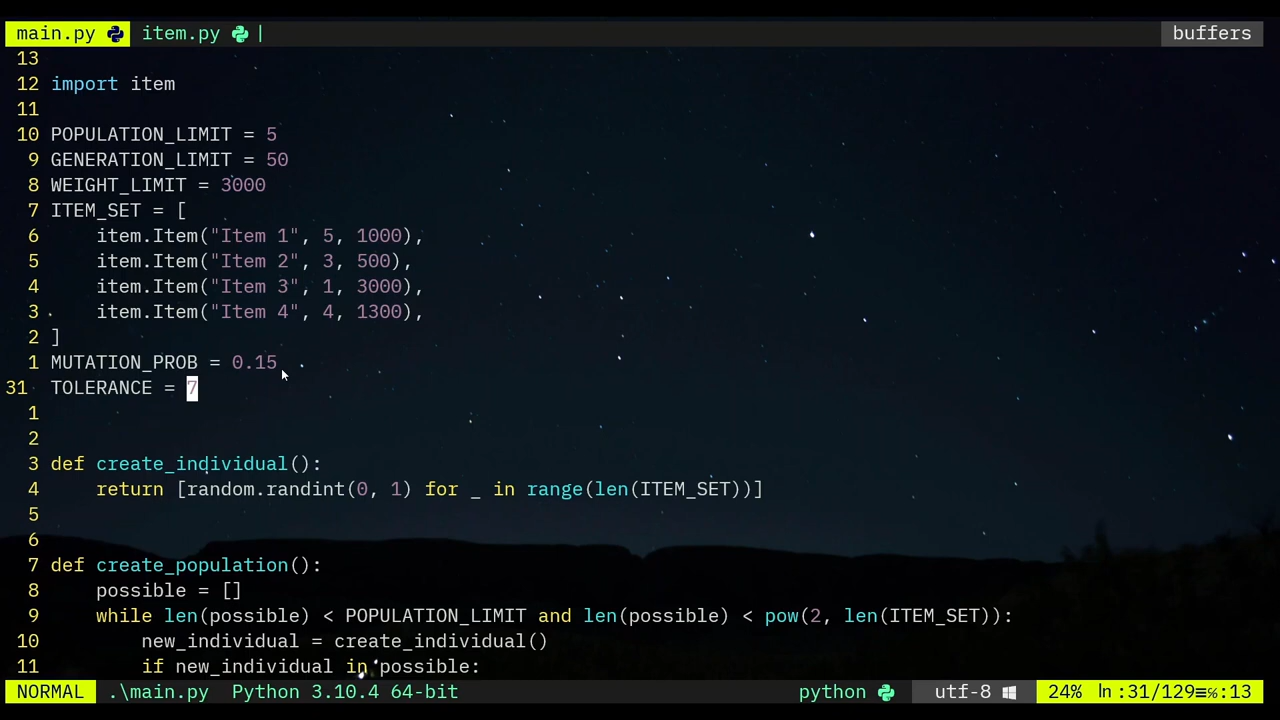 main.py item.py | buffers
13
12 import item
11
10 POPULATION_LIMIT = 5
9 GENERATION_LIMIT = 50
8 WEIGHT_LIMIT = 3000
7 ITEM_SET = [
6 item.Item("Item 1", 5, 1000),
5 item.Item("Item 2", 3, 500),
4 item.Item("Item 3", 1, 3000),
3 item.Item("Item 4", 4, 1300),
2 ]
1 MUTATION_PROB = 0.15
31 TOLERANCE = 7
1
2
3 def create_individual():
4 return [random.randint(0, 1) for _ in range(len(ITEM_SET))]
5
6
7 def create_population():
8 possible = []
9 while len(possible) < POPULATION_LIMIT and len(possible) < pow(2, len(ITEM_SET)):
10 new_individual = create_individual()
11 if new_individual in possible:
NORMAL .\main.py Python 3.10.4 64-bit python utf-8 24% ln:31/129≡%:13